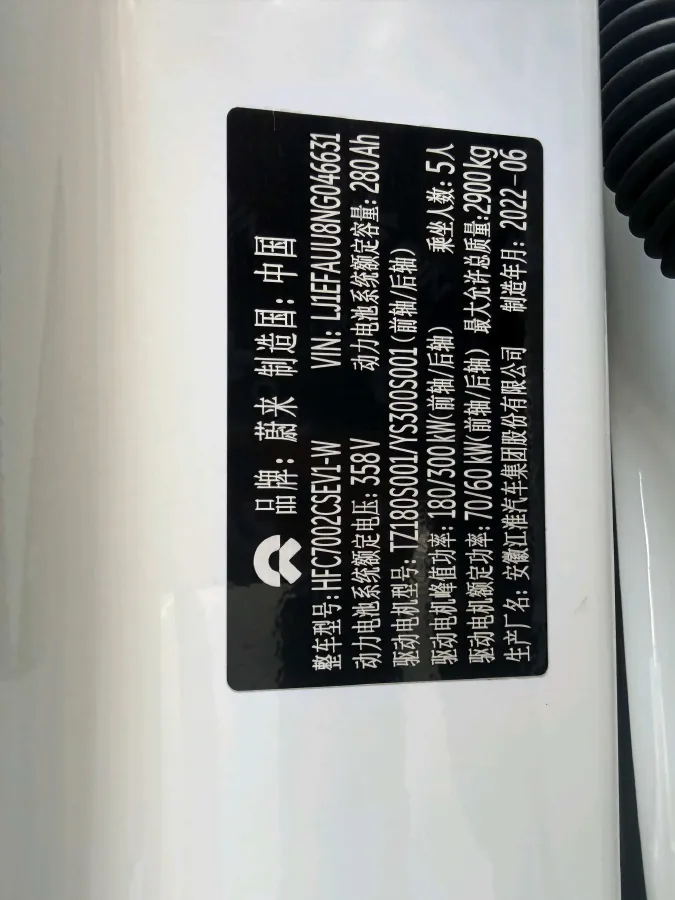 品牌：蔚来 制造国：中国
整车型号：HFC7002CSEV1-W VIN：LJ1EFAUU8NG046631
动力电池系统额定电压：358V 动力电池系统额定容量：280Ah
驱动电机型号：TZ180S001/YS300S001（前轴/后轴）
驱动电机峰值功率：180/300kW（前轴/后轴） 乘坐人数：5人
驱动电机额定功率：70/60kW（前轴/后轴） 最大允许总质量：2900kg
生产厂名：安徽江淮汽车集团股份有限公司 制造年月：2022-06